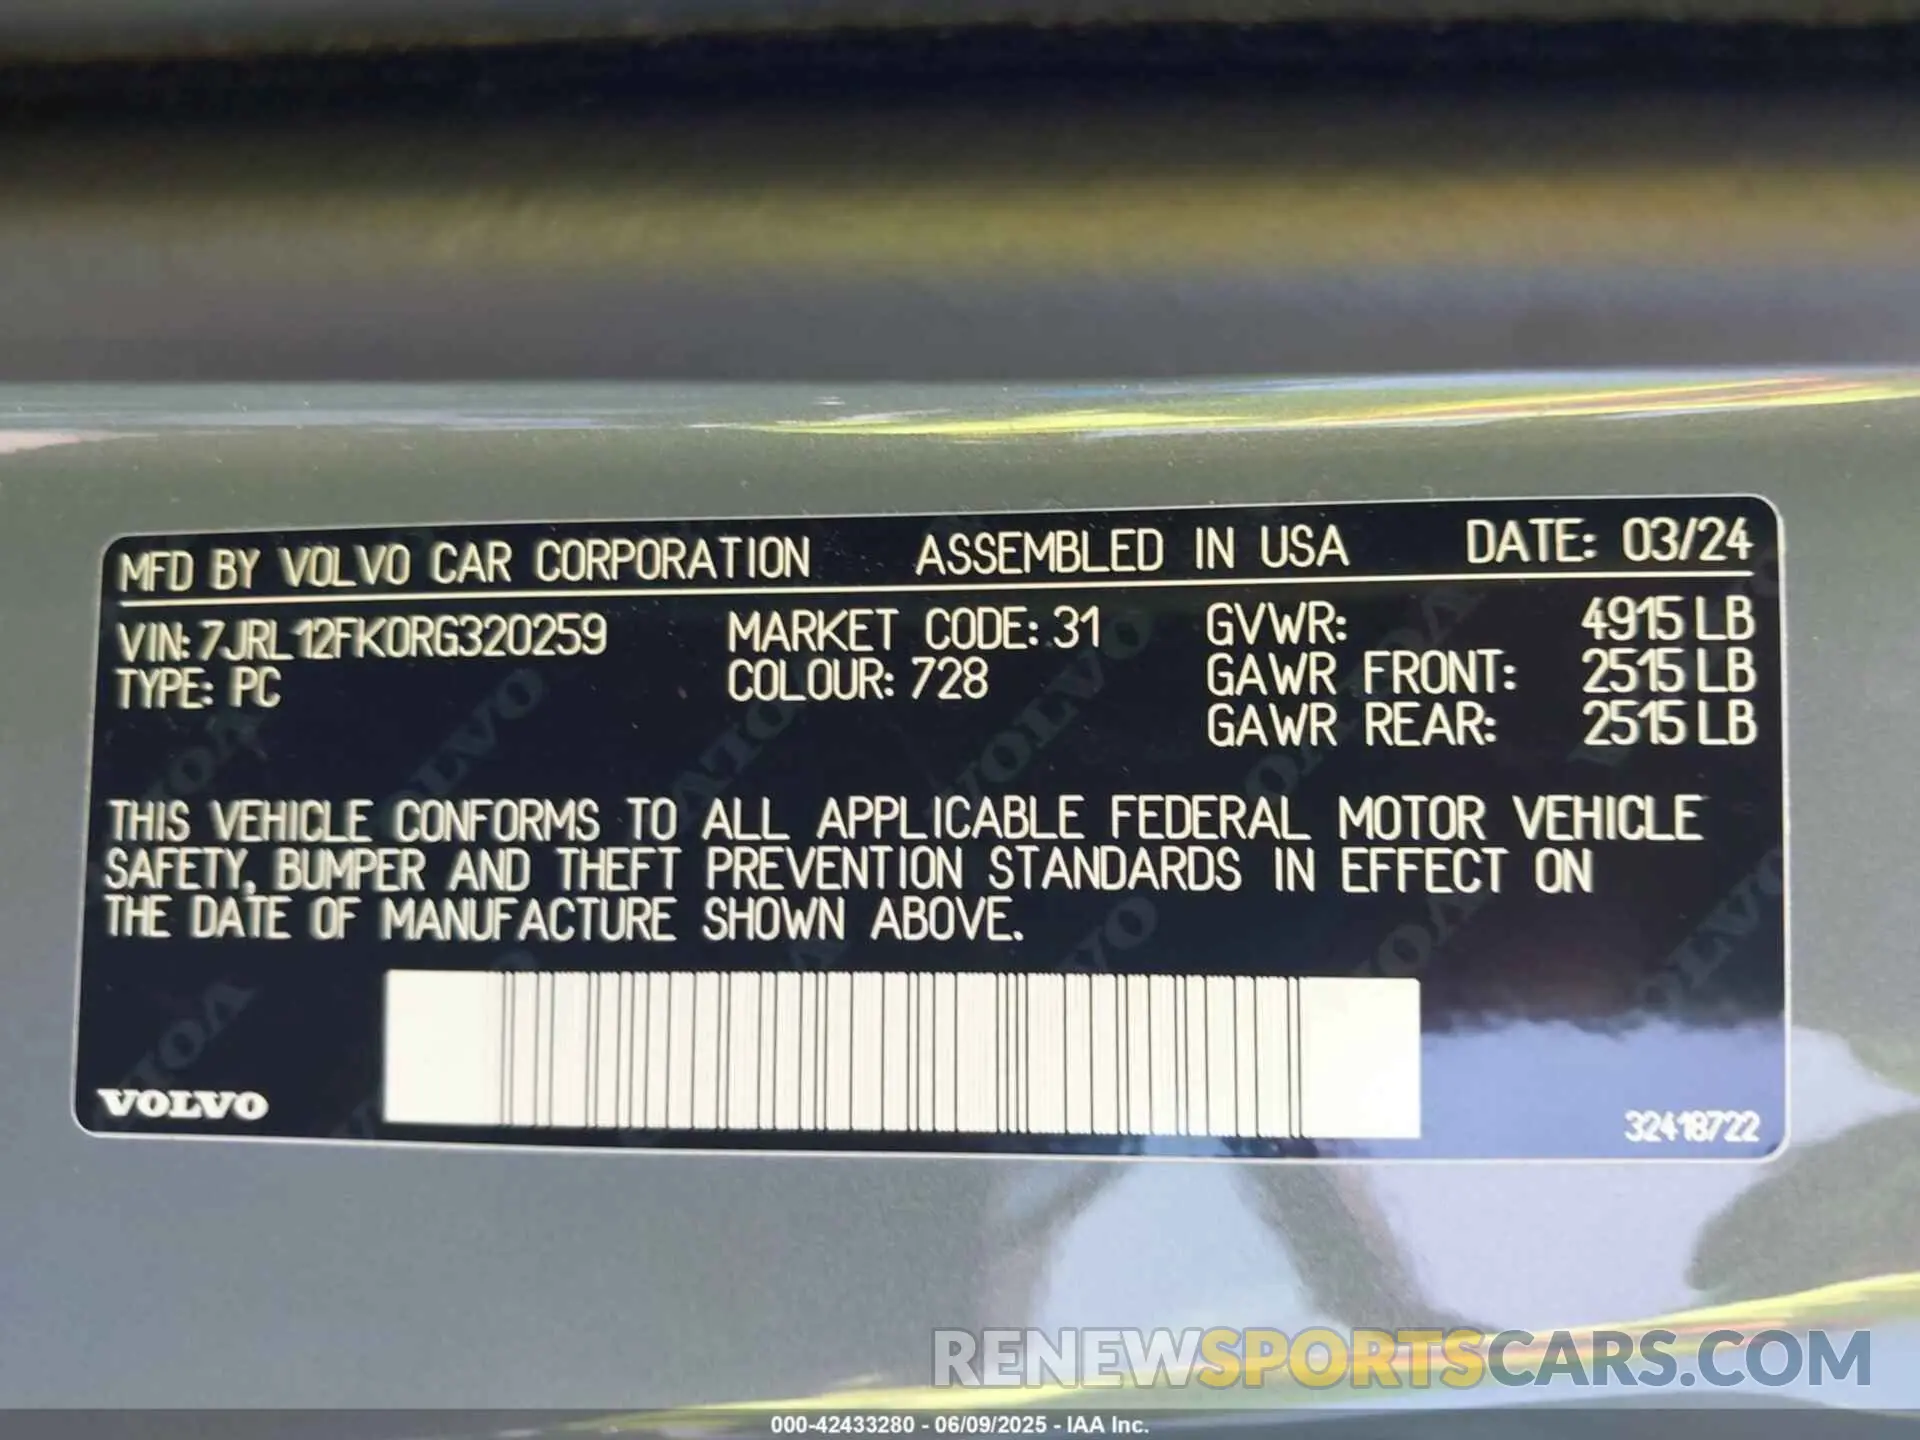 MFD BY VOLVO CAR CORPORATION ASSEMBLED IN USA DATE: 03/24
VIN: 7JRL12FK0RG320259 MARKET CODE: 31 GVWR: 4915 LB
TYPE: PC COLOUR: 728 GAWR FRONT: 2515 LB
GAWR REAR: 2515 LB
THIS VEHICLE CONFORMS TO ALL APPLICABLE FEDERAL MOTOR VEHICLE
SAFETY, BUMPER AND THEFT PREVENTION STANDARDS IN EFFECT ON
THE DATE OF MANUFACTURE SHOWN ABOVE.
VOLVO 32418722
RENEWSPORTSCARS.COM
000-42433280 - 06/09/2025 - IAA Inc.